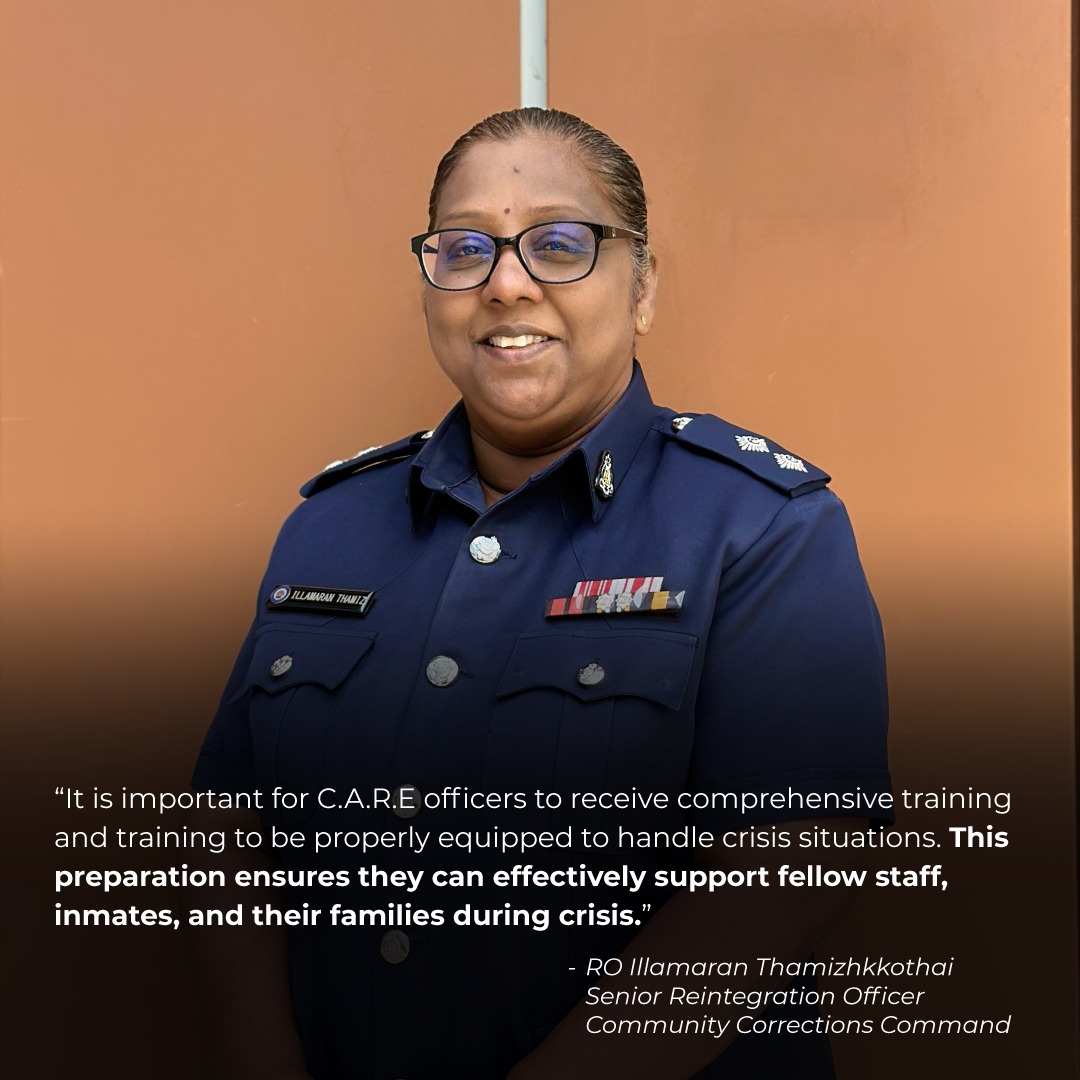 ILLAMARAN THAMIZ
“It is important for C.A.R.E officers to receive comprehensive training
and training to be properly equipped to handle crisis situations. This
preparation ensures they can effectively support fellow staff,
inmates, and their families during crisis.”
- RO Illamaran Thamizhkkothai
Senior Reintegration Officer
Community Corrections Command